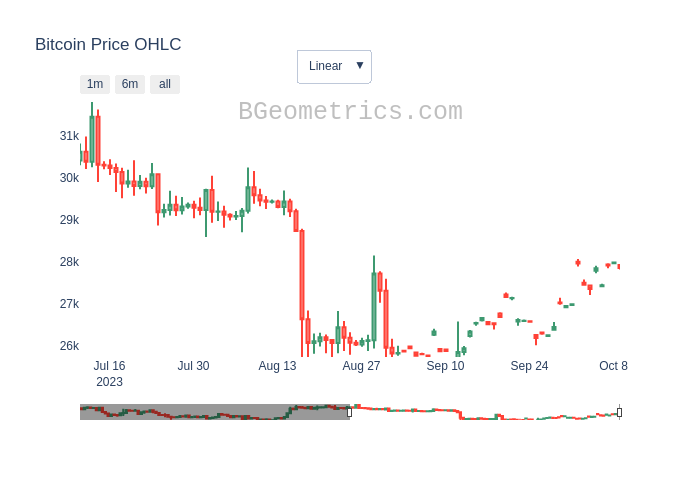 Bitcoin Price OHLC
Linear ▼
1m 6m all
BGeometrics.com
31k
30k
29k
28k
27k
26k
Jul 16 Jul 30 Aug 13 Aug 27 Sep 10 Sep 24 Oct 8
2023